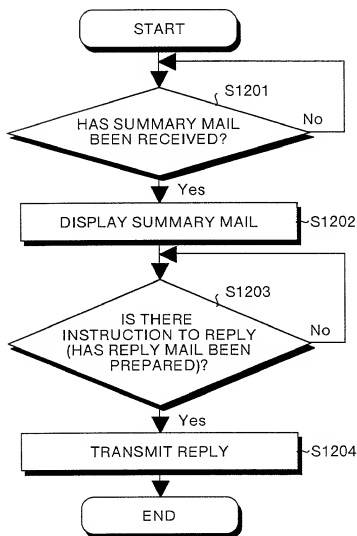 START
S1201
HAS SUMMARY MAIL
BEEN RECEIVED?
No
Yes
DISPLAY SUMMARY MAIL
S1202
S1203
IS THERE
INSTRUCTION TO REPLY
(HAS REPLY MAIL BEEN
PREPARED)?
No
Yes
TRANSMIT REPLY
S1204
END